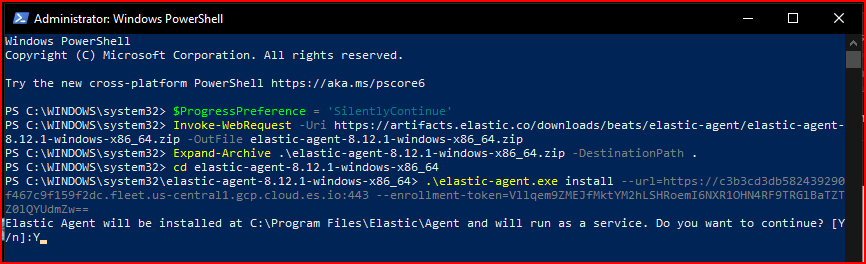 Administrator: Windows PowerShell
Windows PowerShell
Copyright (C) Microsoft Corporation. All rights reserved.
Try the new cross-platform PowerShell https://aka.ms/pscore6
PS C:\WINDOWS\system32> $ProgressPreference = 'SilentlyContinue'
PS C:\WINDOWS\system32> Invoke-WebRequest -Uri https://artifacts.elastic.co/downloads/beats/elastic-agent/elastic-agent-
8.12.1-windows-x86_64.zip -OutFile elastic-agent-8.12.1-windows-x86_64.zip
PS C:\WINDOWS\system32> Expand-Archive .\elastic-agent-8.12.1-windows-x86_64.zip -DestinationPath .
PS C:\WINDOWS\system32> cd elastic-agent-8.12.1-windows-x86_64
PS C:\WINDOWS\system32\elastic-agent-8.12.1-windows-x86_64> .\elastic-agent.exe install --url=https://c3b3cd3db582439290
f467c9f159f2dc.fleet.us-central1.gcp.cloud.es.io:443 --enrollment-token=Vllqem9ZMEJfMktYM2hLSHRoemI6NXR1OHN4RF9TRGlBaTZT
Z0lQYUdmZw==
Elastic Agent will be installed at C:\Program Files\Elastic\Agent and will run as a service. Do you want to continue? [Y
/n]:Y